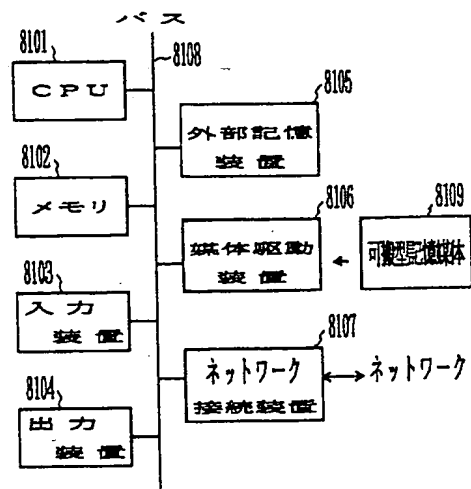 バス
8101
8108
CPU
8105
外部記憶
装置
8102
メモリ
8106
8109
媒体駆動
装置
可搬型記憶媒体
8103
入力
装置
8107
ネットワーク
接続装置
ネットワーク
8104
出力
装置